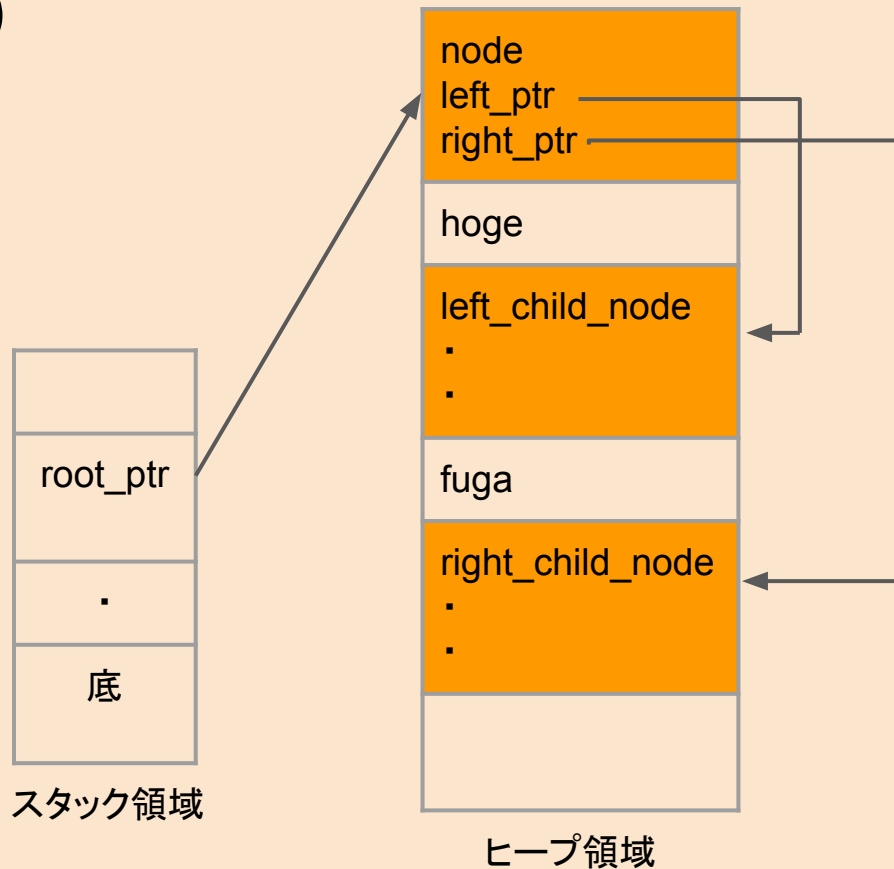 )
node
left_ptr
right_ptr
hoge
left_child_node
・
・
root_ptr
fuga
・
right_child_node
・
・
底
スタック領域
ヒープ領域